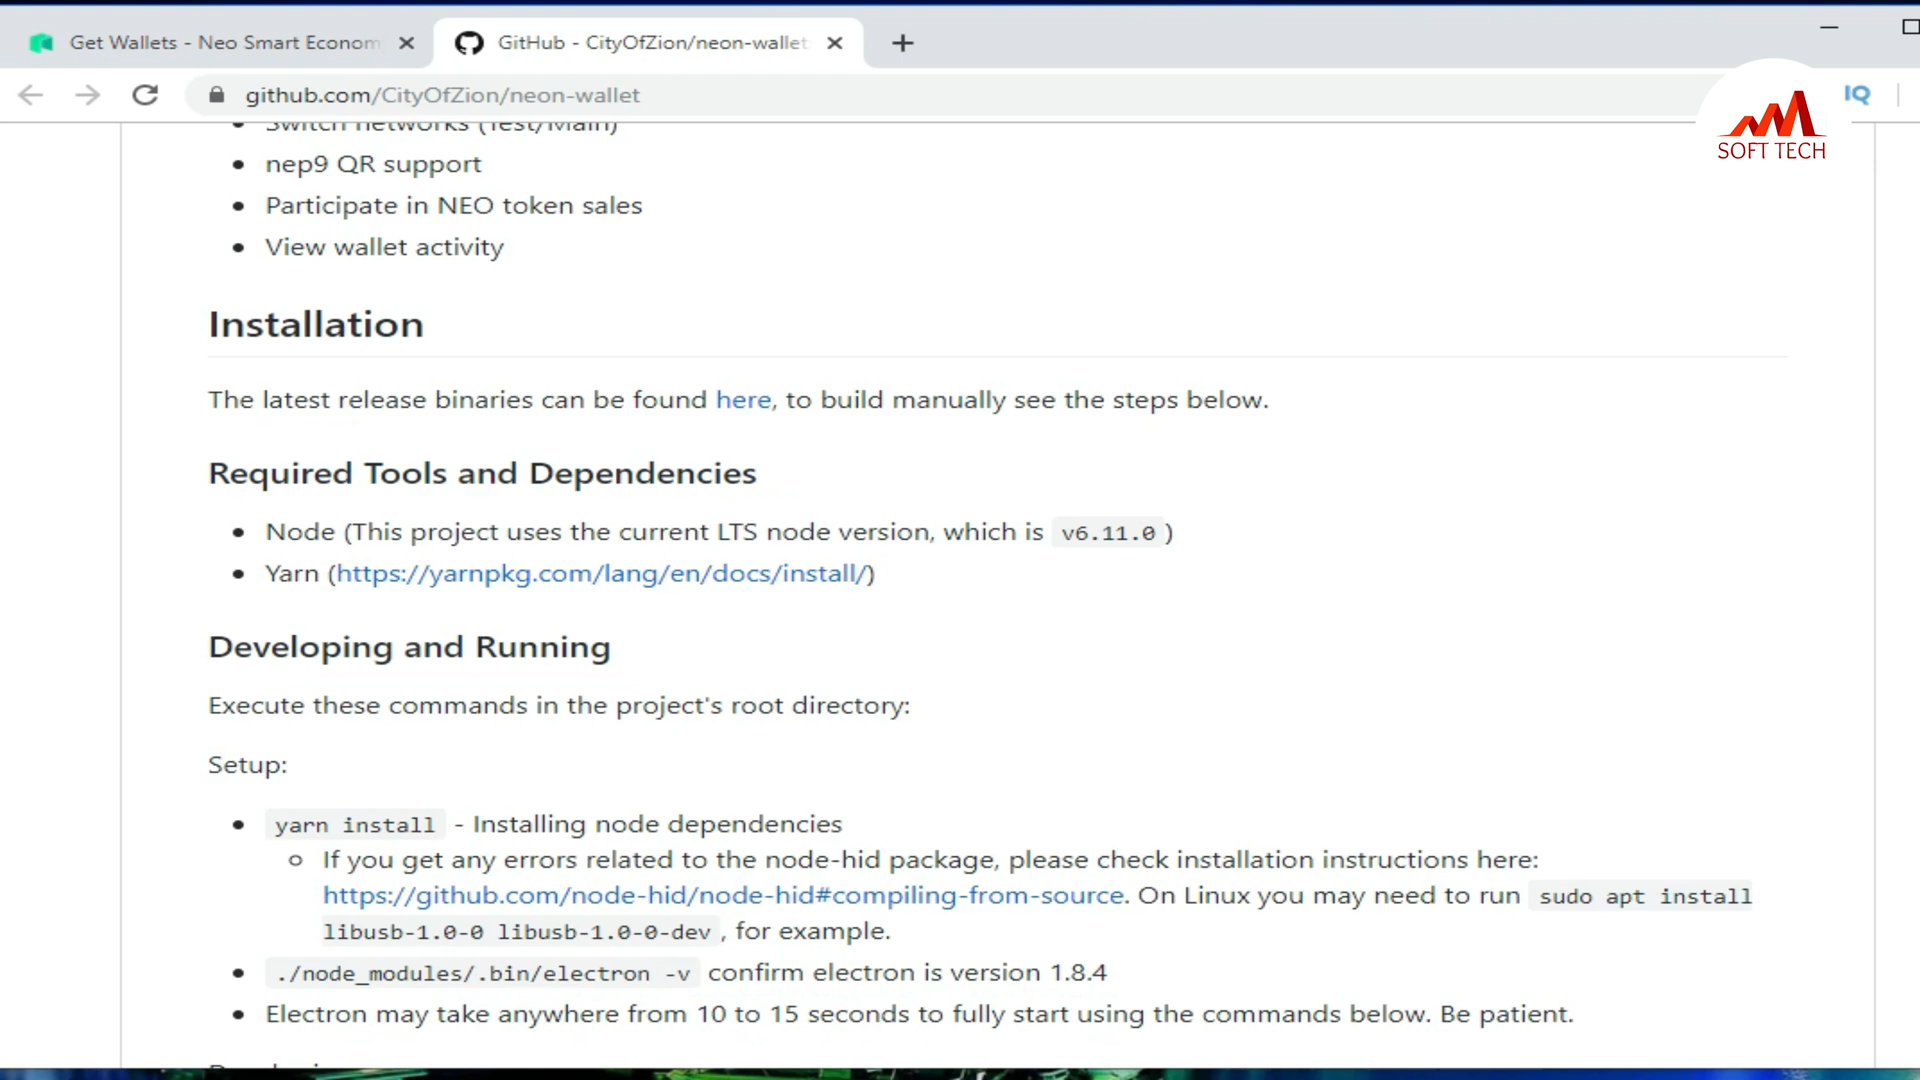 Get Wallets - Neo Smart Econom
GitHub - CityOfZion/neon-wallet
github.com/CityOfZion/neon-wallet
IQ
SOFT TECH
Switch networks (Test/Main)
nep9 QR support
Participate in NEO token sales
View wallet activity
Installation
The latest release binaries can be found here, to build manually see the steps below.
Required Tools and Dependencies
Node (This project uses the current LTS node version, which is v6.11.0 )
Yarn (https://yarnpkg.com/lang/en/docs/install/)
Developing and Running
Execute these commands in the project's root directory:
Setup:
yarn install - Installing node dependencies
If you get any errors related to the node-hid package, please check installation instructions here:
https://github.com/node-hid/node-hid#compiling-from-source. On Linux you may need to run sudo apt install
libusb-1.0-0 libusb-1.0-0-dev , for example.
./node_modules/.bin/electron -v confirm electron is version 1.8.4
Electron may take anywhere from 10 to 15 seconds to fully start using the commands below. Be patient.